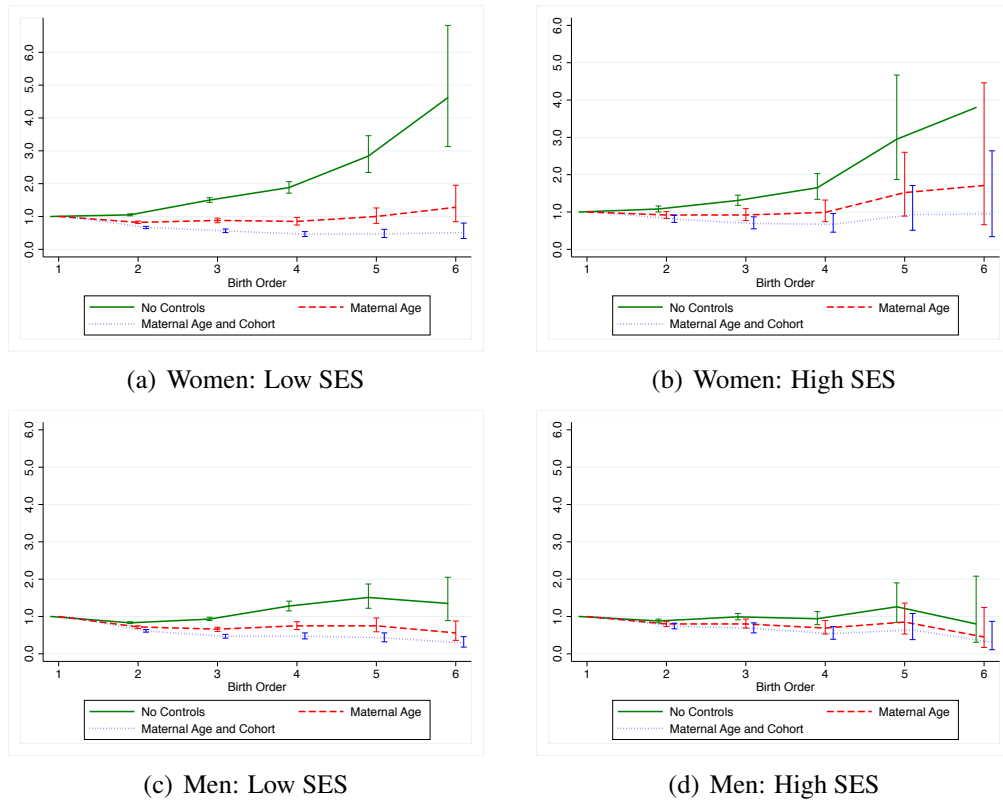 6.0
5.0
4.0
3.0
2.0
1.0
0.0
1 2 3 4 5 6
Birth Order
No Controls Maternal Age
Maternal Age and Cohort
(a) Women: Low SES
6.0
5.0
4.0
3.0
2.0
1.0
0.0
1 2 3 4 5 6
Birth Order
No Controls Maternal Age
Maternal Age and Cohort
(b) Women: High SES
6.0
5.0
4.0
3.0
2.0
1.0
0.0
1 2 3 4 5 6
Birth Order
No Controls Maternal Age
Maternal Age and Cohort
(c) Men: Low SES
6.0
5.0
4.0
3.0
2.0
1.0
0.0
1 2 3 4 5 6
Birth Order
No Controls Maternal Age
Maternal Age and Cohort
(d) Men: High SES